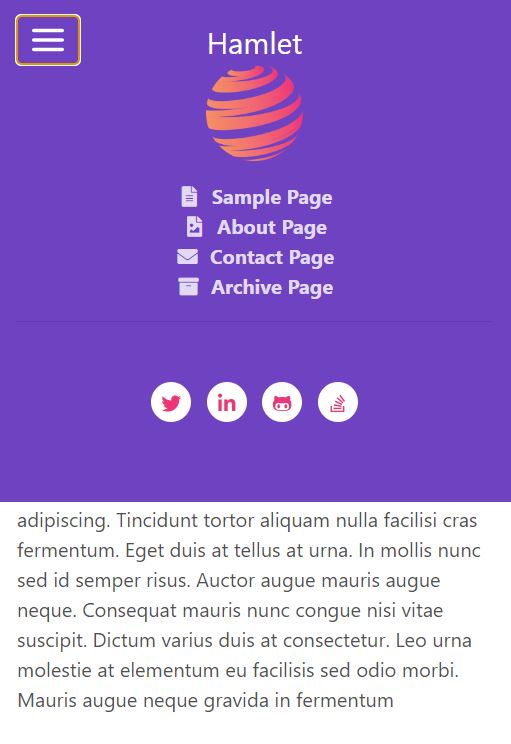 Hamlet
Sample Page
About Page
Contact Page
Archive Page
in
adipiscing. Tincidunt tortor aliquam nulla facilisi cras
fermentum. Eget duis at tellus at urna. In mollis nunc
sed id semper risus. Auctor augue mauris augue
neque. Consequat mauris nunc congue nisi vitae
suscipit. Dictum varius duis at consectetur. Leo urna
molestie at elementum eu facilisis sed odio morbi.
Mauris augue neque gravida in fermentum